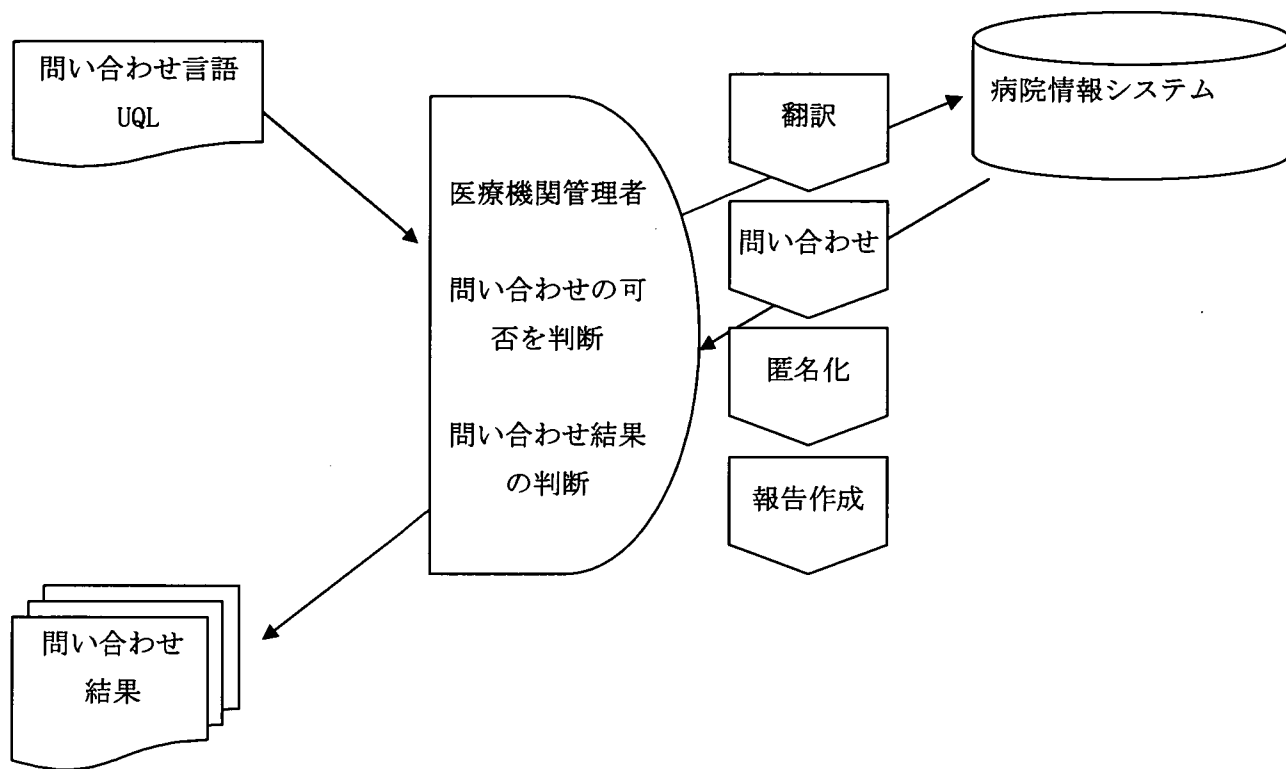 問い合わせ言語
UQL
医療機関管理者
問い合わせの可
否を判断
問い合わせ結果
の判断
翻訳
問い合わせ
匿名化
報告作成
病院情報システム
問い合わせ
結果